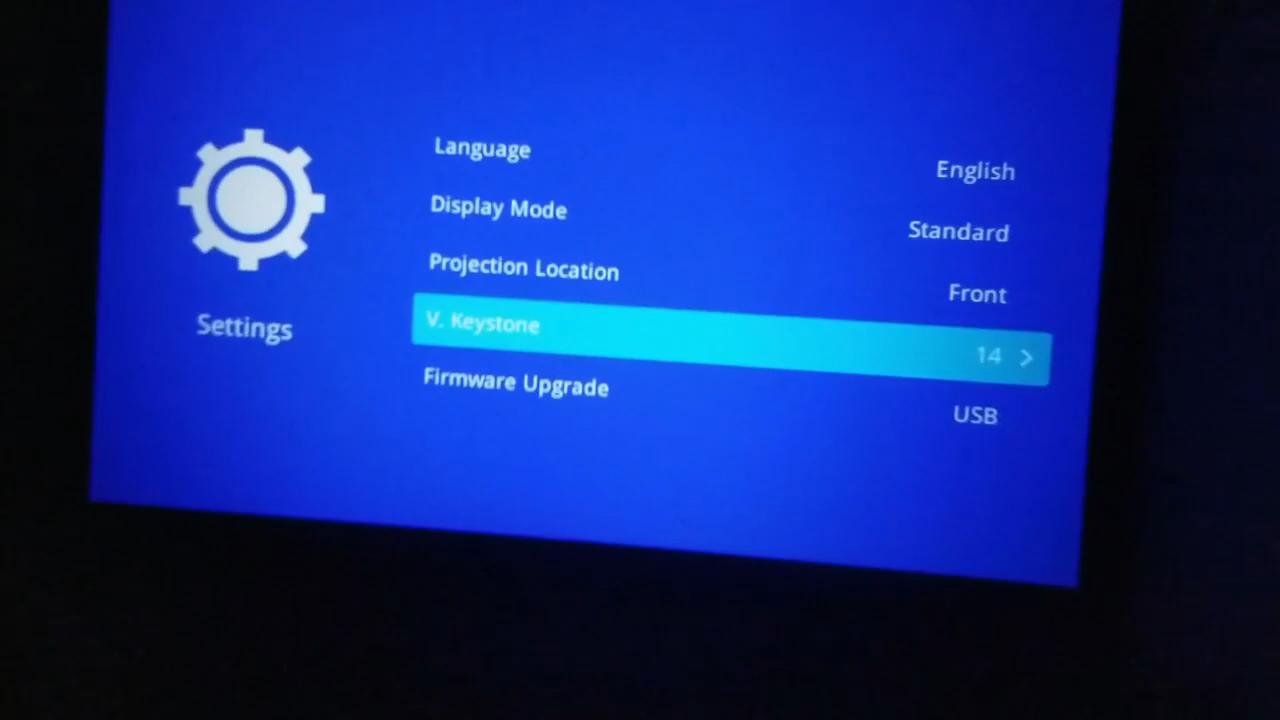 Language English
Display Mode Standard
Projection Location Front
V. Keystone 14 >
Firmware Upgrade USB
Settings